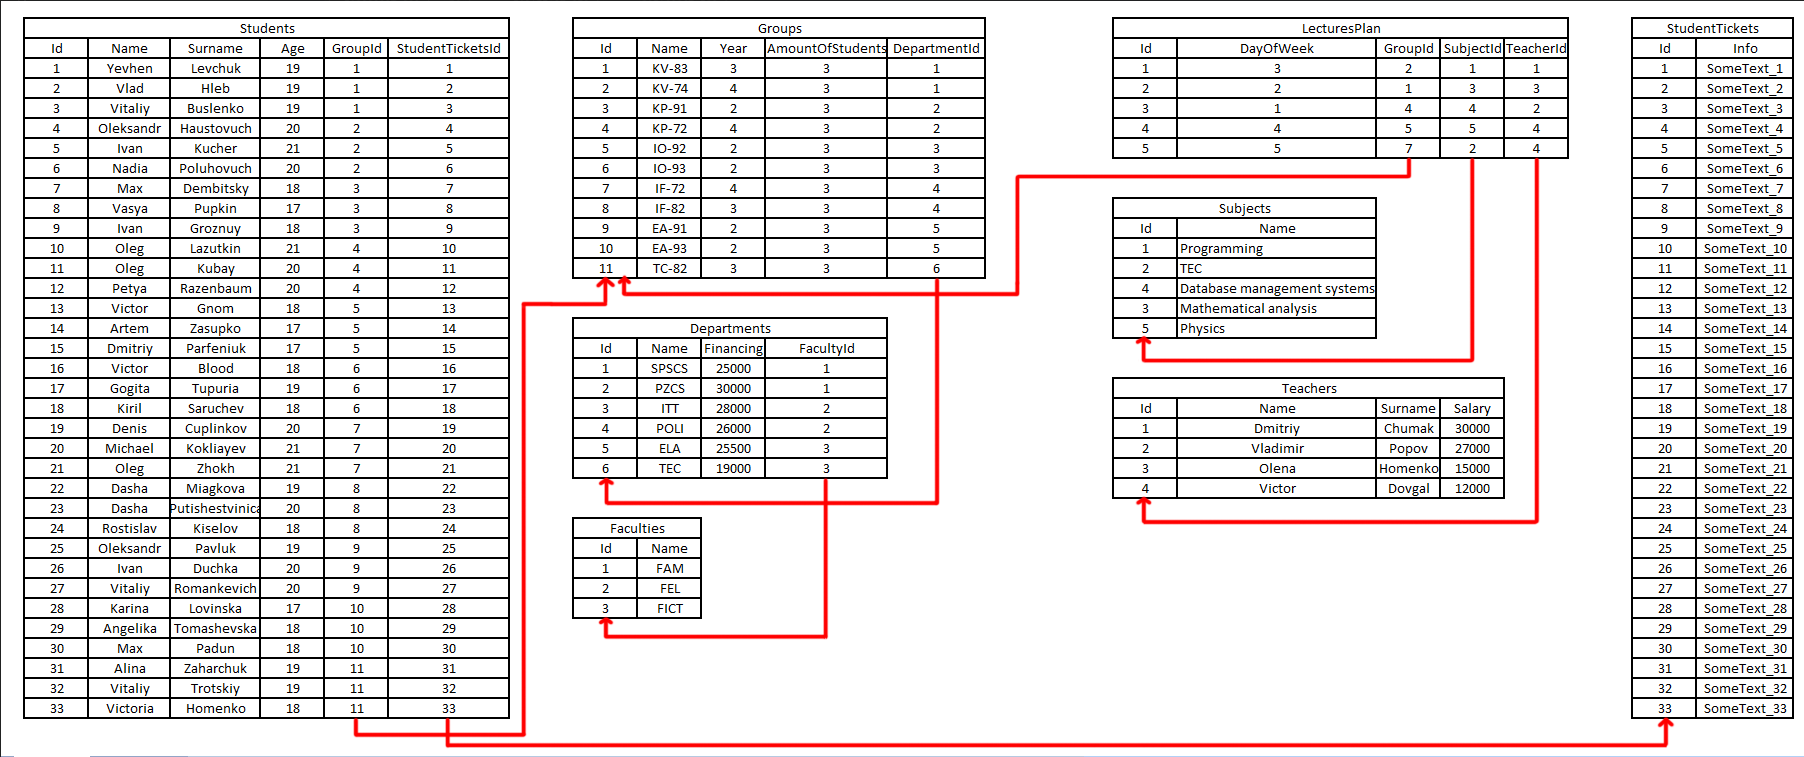 Students
Id Name Surname Age GroupId StudentTicketsId
1 Yevhen Levchuk 19 1 1
2 Vlad Hleb 19 1 2
3 Vitaliy Buslenko 19 1 3
4 Oleksandr Haustovuch 20 2 4
5 Ivan Kucher 21 2 5
6 Nadia Poluhovuch 20 2 6
7 Max Dembitsky 18 3 7
8 Vasya Pupkin 17 3 8
9 Ivan Groznuy 18 3 9
10 Oleg Lazutkin 21 4 10
11 Oleg Kubay 20 4 11
12 Petya Razenbaum 20 4 12
13 Victor Gnom 18 5 13
14 Artem Zasupko 17 5 14
15 Dmitriy Parfeniuk 17 5 15
16 Victor Blood 18 6 16
17 Gogita Tupuria 19 6 17
18 Kiril Saruchev 18 6 18
19 Denis Cuplinkov 20 7 19
20 Michael Kokliayev 21 7 20
21 Oleg Zhokh 21 7 21
22 Dasha Miagkova 19 8 22
23 Dasha Putishestvinica 20 8 23
24 Rostislav Kiselov 18 8 24
25 Oleksandr Pavluk 19 9 25
26 Ivan Duchka 20 9 26
27 Vitaliy Romankevich 20 9 27
28 Karina Lovinska 17 10 28
29 Angelika Tomashevska 18 10 29
30 Max Padun 18 10 30
31 Alina Zaharchuk 19 11 31
32 Vitaliy Trotskiy 19 11 32
33 Victoria Homenko 18 11 33
Groups
Id Name Year AmountOfStudents DepartmentId
1 KV-83 3 3 1
2 KV-74 4 3 1
3 KP-91 2 3 2
4 KP-72 4 3 2
5 IO-92 2 3 3
6 IO-93 2 3 3
7 IF-72 4 3 4
8 IF-82 3 3 4
9 EA-91 2 3 5
10 EA-93 2 3 5
11 TC-82 3 3 6
Departments
Id Name Financing FacultyId
1 SPSCS 25000 1
2 PZCS 30000 1
3 ITT 28000 2
4 POLI 26000 2
5 ELA 25500 3
6 TEC 19000 3
Faculties
Id Name
1 FAM
2 FEL
3 FICT
LecturesPlan
Id DayOfWeek GroupId SubjectId TeacherId
1 3 2 1 1
2 2 1 3 3
3 1 4 4 2
4 4 5 5 4
5 5 7 2 4
Subjects
Id Name
1 Programming
2 TEC
4 Database management systems
3 Mathematical analysis
5 Physics
Teachers
Id Name Surname Salary
1 Dmitriy Chumak 30000
2 Vladimir Popov 27000
3 Olena Homenko 15000
4 Victor Dovgal 12000
StudentTickets
Id Info
1 SomeText_1
2 SomeText_2
3 SomeText_3
4 SomeText_4
5 SomeText_5
6 SomeText_6
7 SomeText_7
8 SomeText_8
9 SomeText_9
10 SomeText_10
11 SomeText_11
12 SomeText_12
13 SomeText_13
14 SomeText_14
15 SomeText_15
16 SomeText_16
17 SomeText_17
18 SomeText_18
19 SomeText_19
20 SomeText_20
21 SomeText_21
22 SomeText_22
23 SomeText_23
24 SomeText_24
25 SomeText_25
26 SomeText_26
27 SomeText_27
28 SomeText_28
29 SomeText_29
30 SomeText_30
31 SomeText_31
32 SomeText_32
33 SomeText_33